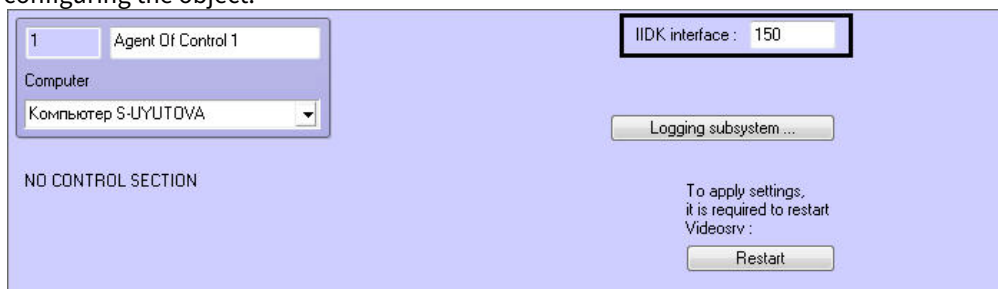 configuring the object.
1
Agent Of Control 1
IIDK interface : 150
Computer
Компьютер S-UYUTOVA
Logging subsystem ...
NO CONTROL SECTION
To apply settings,
it is required to restart
Videosrv :
Restart